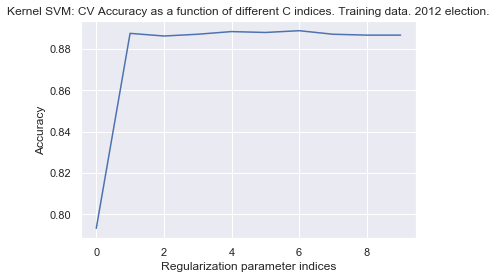 Kernel SVM: CV Accuracy as a function of different C indices. Training data. 2012 election.
0.88
0.86
0.84
0.82
0.80
Accuracy
0 2 4 6 8
Regularization parameter indices